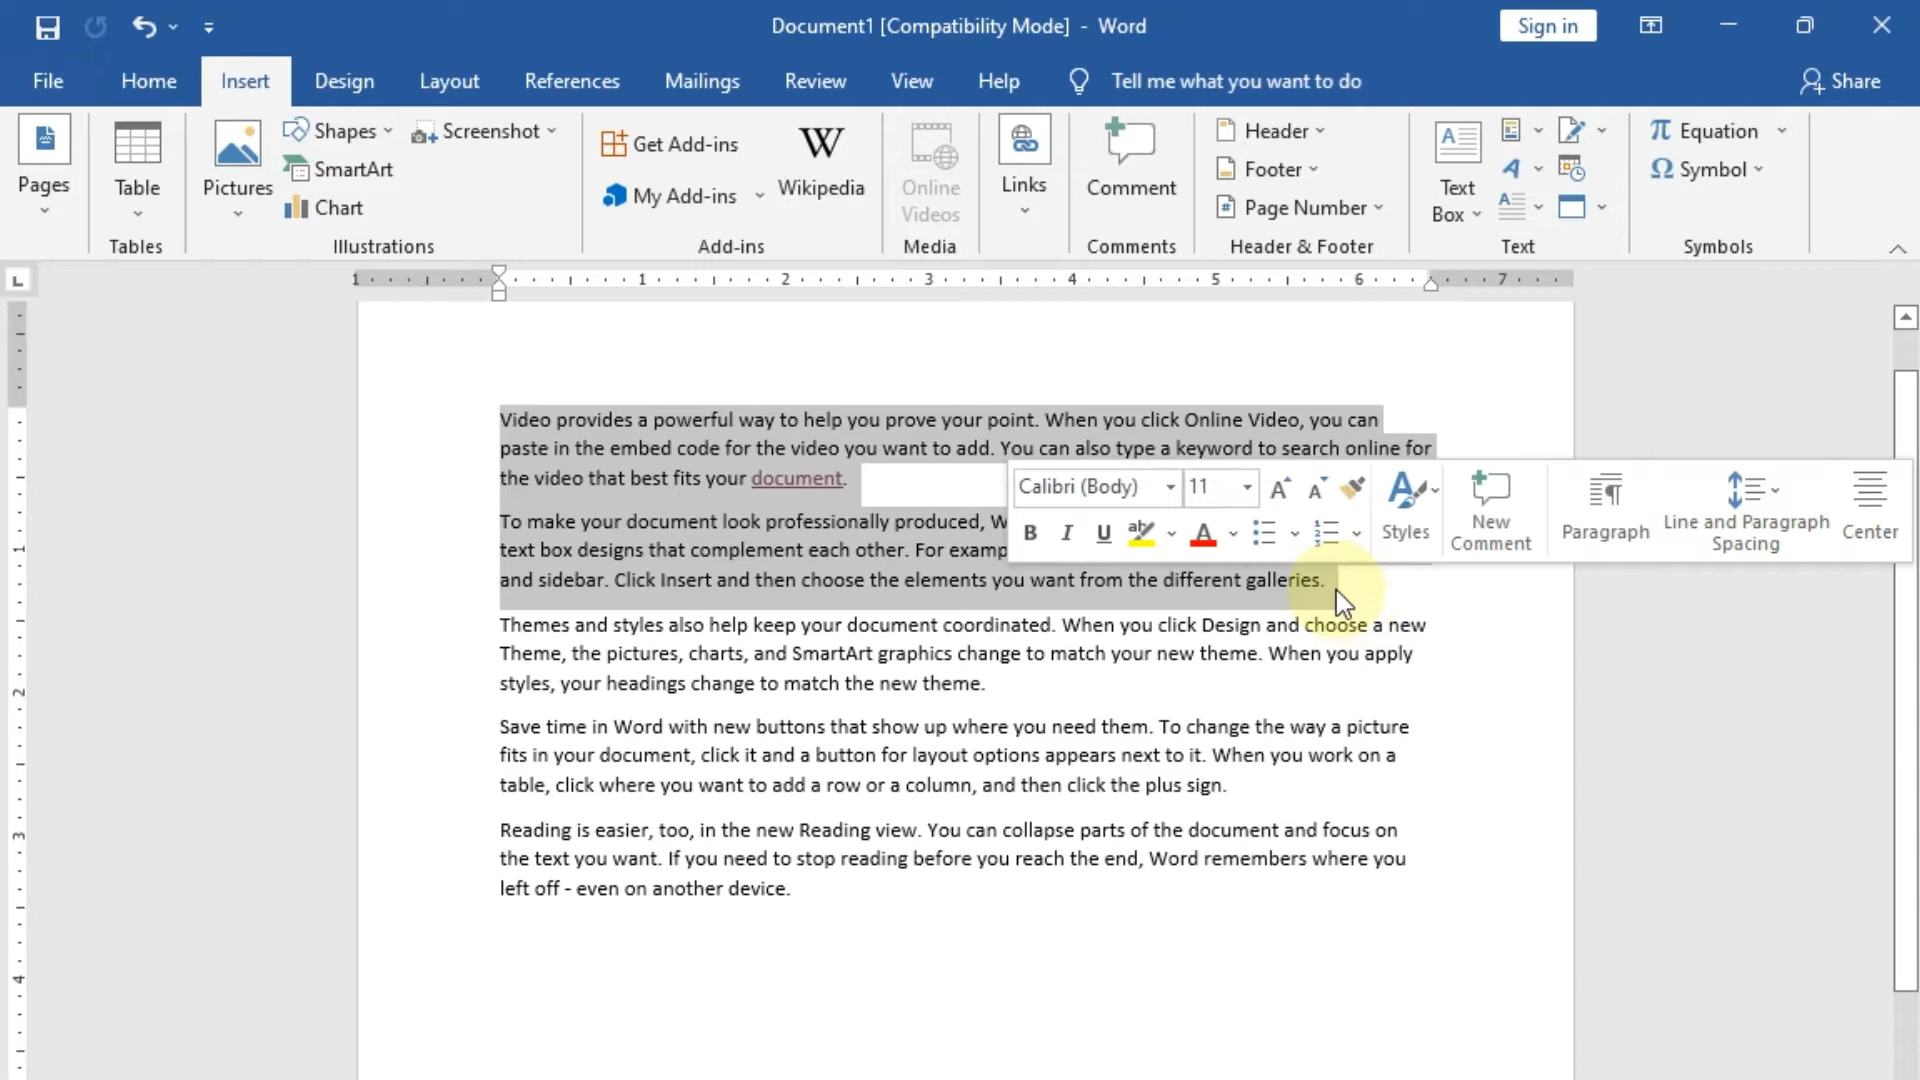 Document1 [Compatibility Mode] - Word
Sign in
File Home Insert Design Layout References Mailings Review View Help Tell me what you want to do Share
Pages
Table
Tables
Pictures
Shapes
SmartArt
Chart
Screenshot
Illustrations
Get Add-ins
My Add-ins
W
Wikipedia
Add-ins
Online
Videos
Media
Links
Comment
Comments
Header
Footer
Page Number
Header & Footer
Text
Box
Text
π Equation
Ω Symbol
Symbols
L
1 1 2 3 4 5 6 7
1
2
3
4
Video provides a powerful way to help you prove your point. When you click Online Video, you can
paste in the embed code for the video you want to add. You can also type a keyword to search online for
the video that best fits your document.
To make your document look professionally produced, W
text box designs that complement each other. For examp
and sidebar. Click Insert and then choose the elements you want from the different galleries.
Calibri (Body) 11 A A
B I U ab A
Styles
New
Comment
Paragraph
Line and Paragraph
Spacing
Center
Themes and styles also help keep your document coordinated. When you click Design and choose a new
Theme, the pictures, charts, and SmartArt graphics change to match your new theme. When you apply
styles, your headings change to match the new theme.
Save time in Word with new buttons that show up where you need them. To change the way a picture
fits in your document, click it and a button for layout options appears next to it. When you work on a
table, click where you want to add a row or a column, and then click the plus sign.
Reading is easier, too, in the new Reading view. You can collapse parts of the document and focus on
the text you want. If you need to stop reading before you reach the end, Word remembers where you
left off - even on another device.